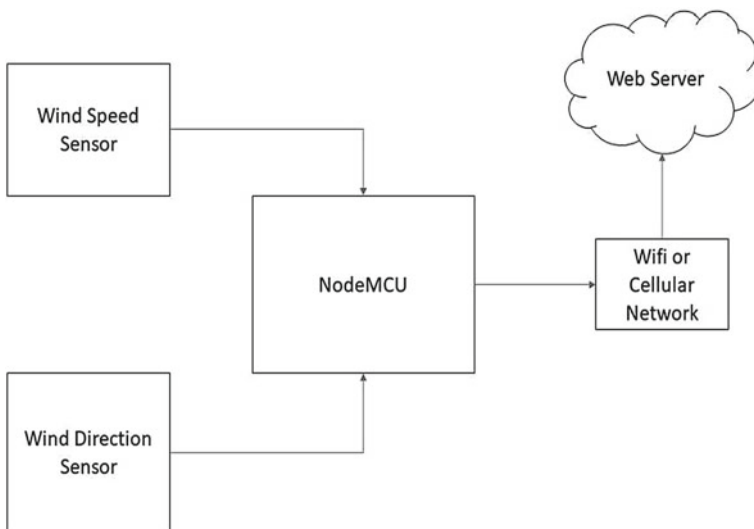 Wind Speed
Sensor
Web Server
NodeMCU
Wifi or
Cellular
Network
Wind Direction
Sensor